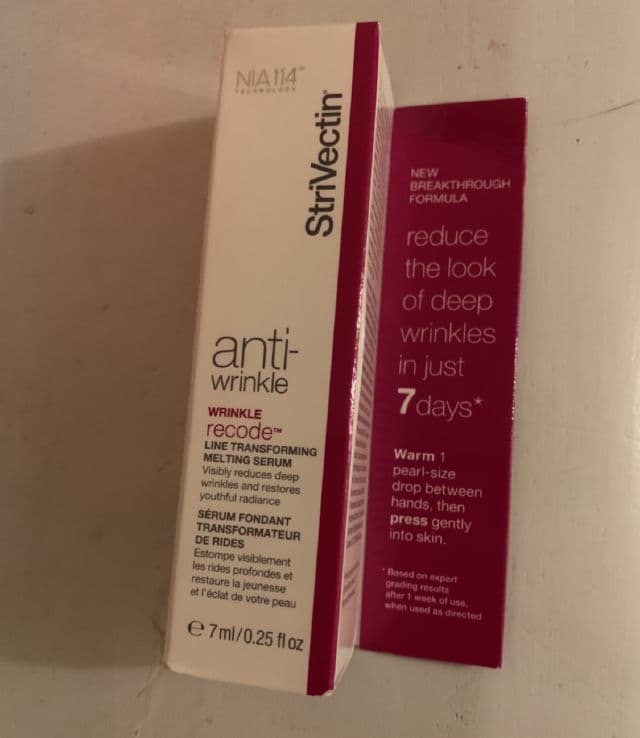 NIA 114™
TECHNOLOGY
StriVectin®
anti-
wrinkle
WRINKLE
recode™
LINE TRANSFORMING
MELTING SERUM
Visibly reduces deep
wrinkles and restores
youthful radiance
SÉRUM FONDANT
TRANSFORMATEUR
DE RIDES
Estompe visiblement
les rides profondes et
restaure la jeunesse
et l'éclat de votre peau
℮ 7 ml/0.25 fl oz
NEW
BREAKTHROUGH
FORMULA
reduce
the look
of deep
wrinkles
in just
7 days*
Warm 1
pearl-size
drop between
hands, then
press gently
into skin.
* Based on expert
grading results
after 1 week of use,
when used as directed